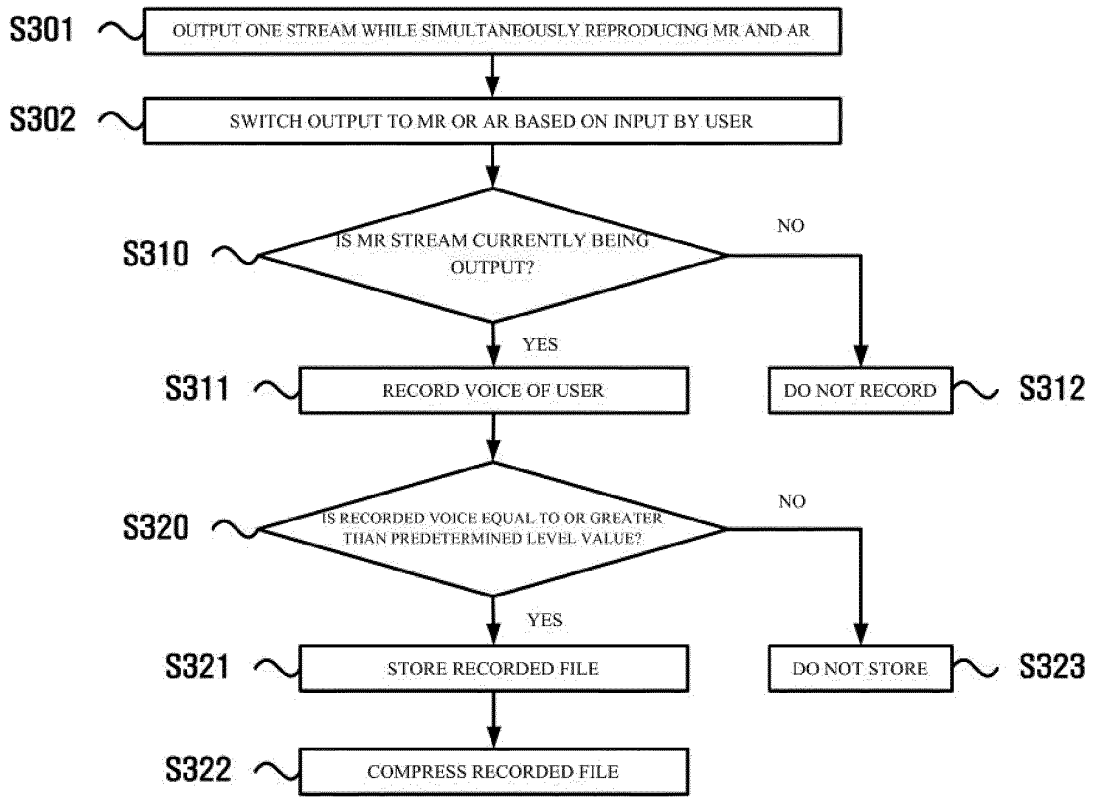 S301
OUTPUT ONE STREAM WHILE SIMULTANEOUSLY REPRODUCING MR AND AR
S302
SWITCH OUTPUT TO MR OR AR BASED ON INPUT BY USER
S310
IS MR STREAM CURRENTLY BEING
OUTPUT?
NO
YES
S311
RECORD VOICE OF USER
DO NOT RECORD
S312
S320
IS RECORDED VOICE EQUAL TO OR GREATER
THAN PREDETERMINED LEVEL VALUE?
NO
YES
S321
STORE RECORDED FILE
DO NOT STORE
S323
S322
COMPRESS RECORDED FILE